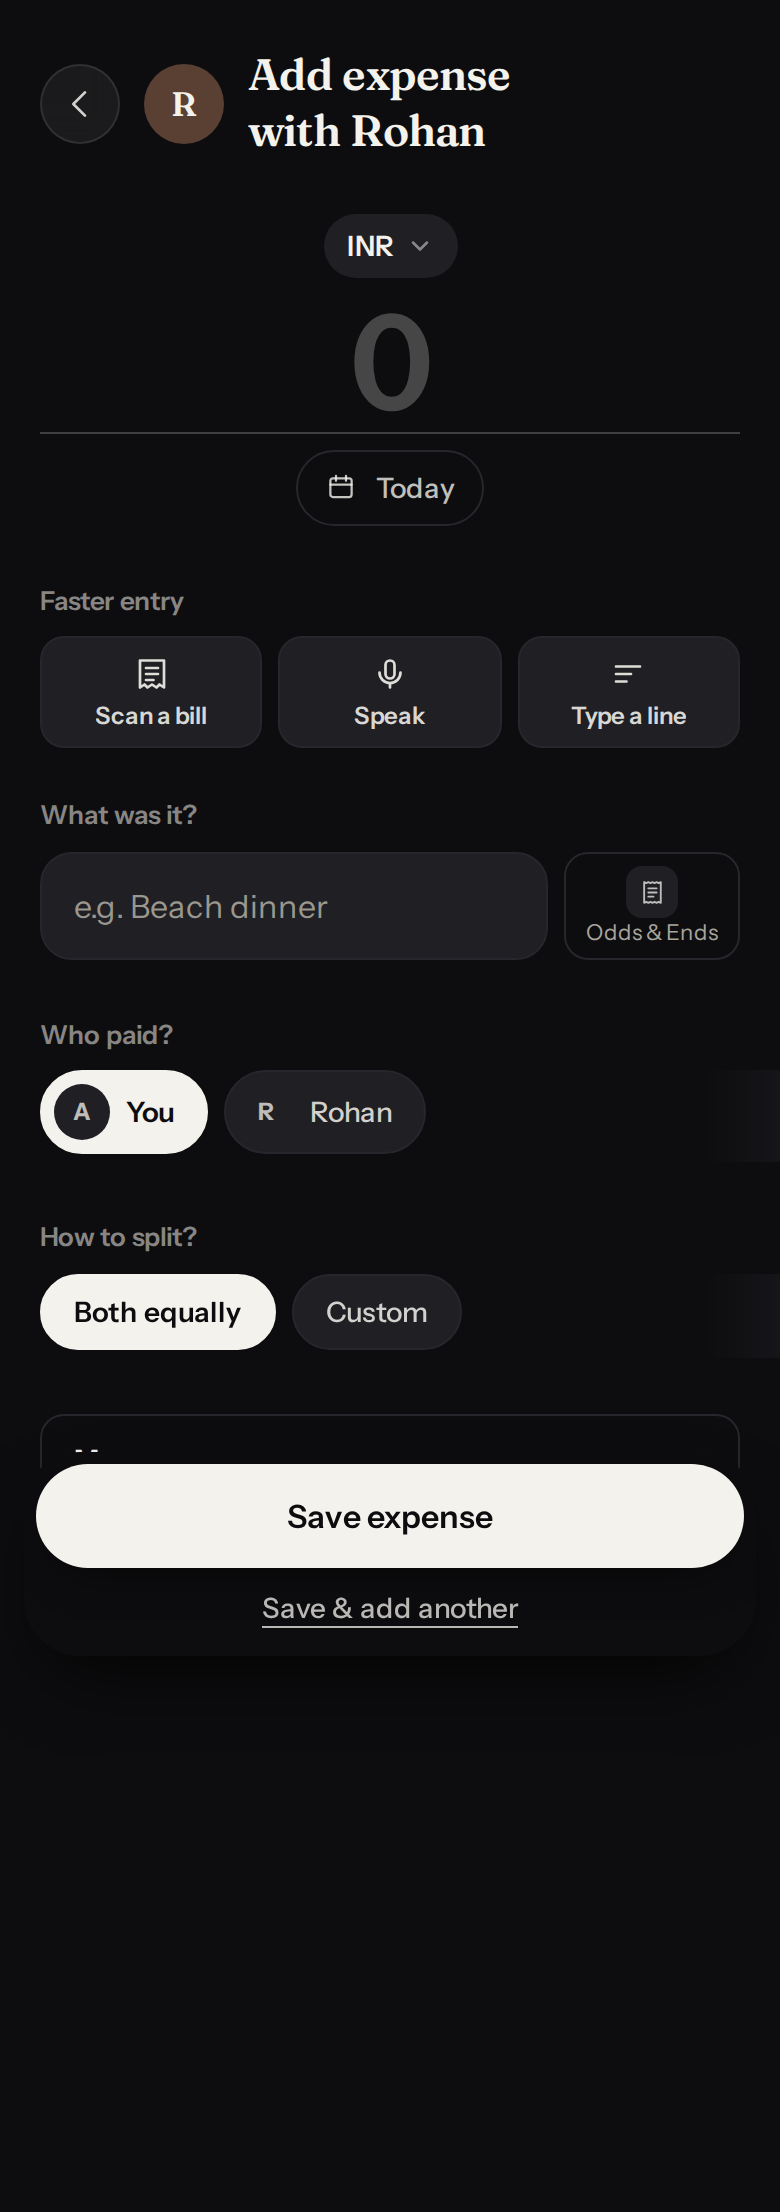 R
Add expense
with Rohan
INR
0
Today
Faster entry
Scan a bill
Speak
Type a line
What was it?
e.g. Beach dinner
Odds & Ends
Who paid?
A
You
R
Rohan
How to split?
Both equally
Custom
Save expense
Save & add another